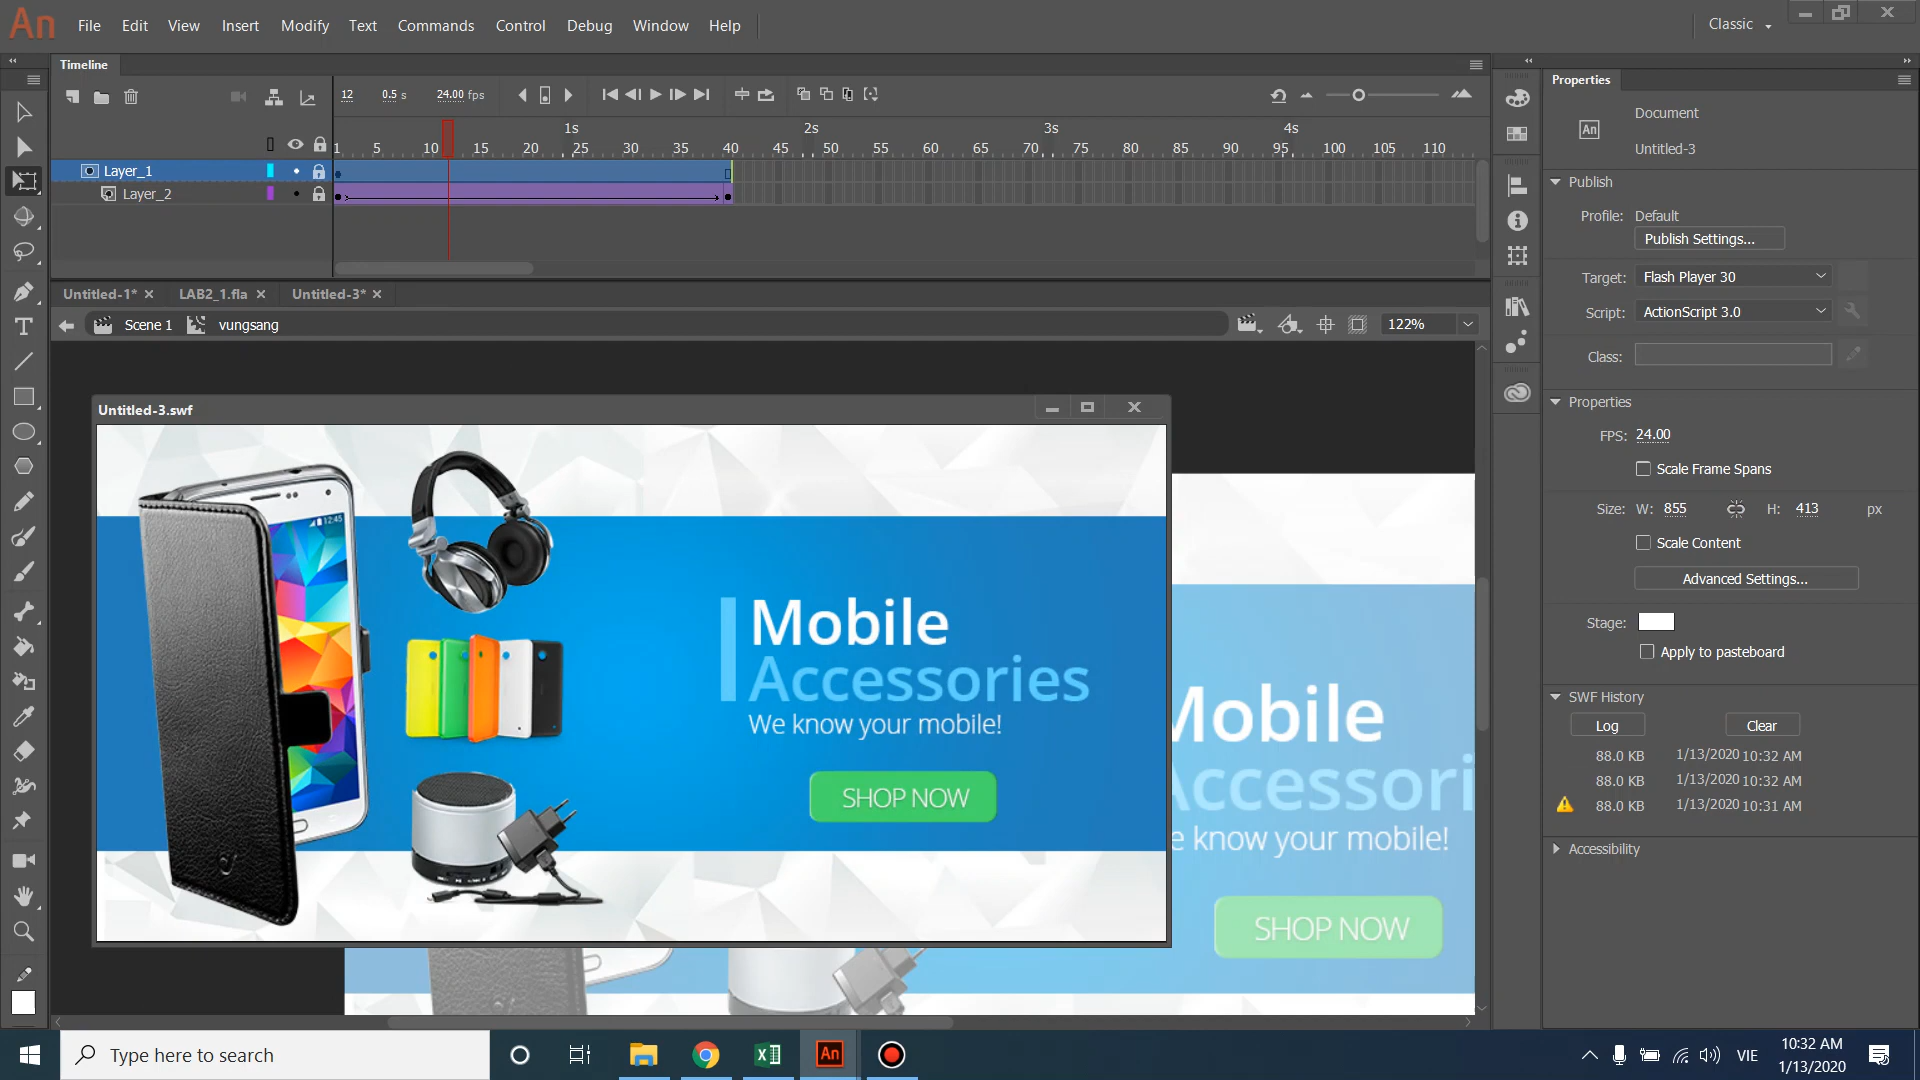 An File Edit View Insert Modify Text Commands Control Debug Window Help Classic
Timeline
12 0.5 s 24.00 fps
1s 2s 3s 4s
1 5 10 15 20 25 30 35 40 45 50 55 60 65 70 75 80 85 90 95 100 105 110
Layer_1
Layer_2
Untitled-1* LAB2_1.fla Untitled-3*
Scene 1 vungsang 122%
Untitled-3.swf
12:45
Mobile
Accessories
We know your mobile!
SHOP NOW
Mobile
Accessori
e know your mobile!
SHOP NOW
Properties
Document
An
Untitled-3
Publish
Profile: Default
Publish Settings...
Target: Flash Player 30
Script: ActionScript 3.0
Class:
Properties
FPS: 24.00
Scale Frame Spans
Size: W: 855 H: 413 px
Scale Content
Advanced Settings...
Stage:
Apply to pasteboard
SWF History
Log Clear
88.0 KB 1/13/2020 10:32 AM
88.0 KB 1/13/2020 10:32 AM
88.0 KB 1/13/2020 10:31 AM
Accessibility
Type here to search An VIE 10:32 AM
1/13/2020